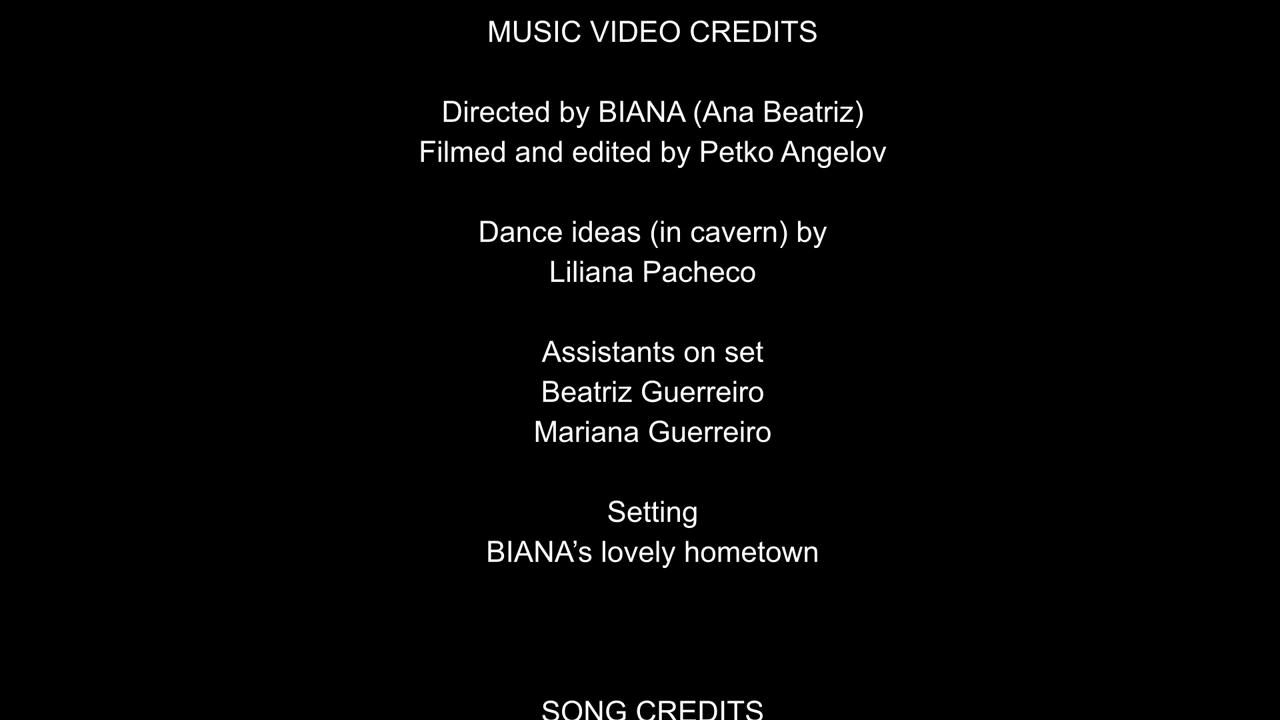 MUSIC VIDEO CREDITS
Directed by BIANA (Ana Beatriz)
Filmed and edited by Petko Angelov
Dance ideas (in cavern) by
Liliana Pacheco
Assistants on set
Beatriz Guerreiro
Mariana Guerreiro
Setting
BIANA’s lovely hometown
SONG CREDITS